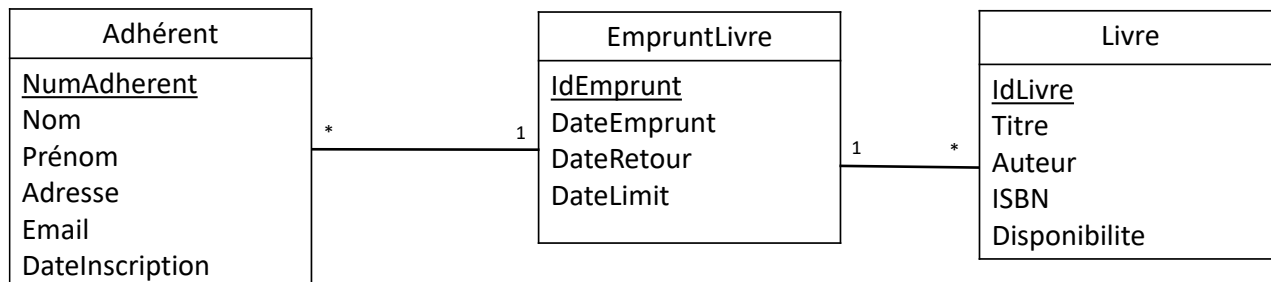 Adhérent
NumAdherent
Nom
Prénom
Adresse
Email
DateInscription
*
1
EmpruntLivre
IdEmprunt
DateEmprunt
DateRetour
DateLimit
1
*
Livre
IdLivre
Titre
Auteur
ISBN
Disponibilite